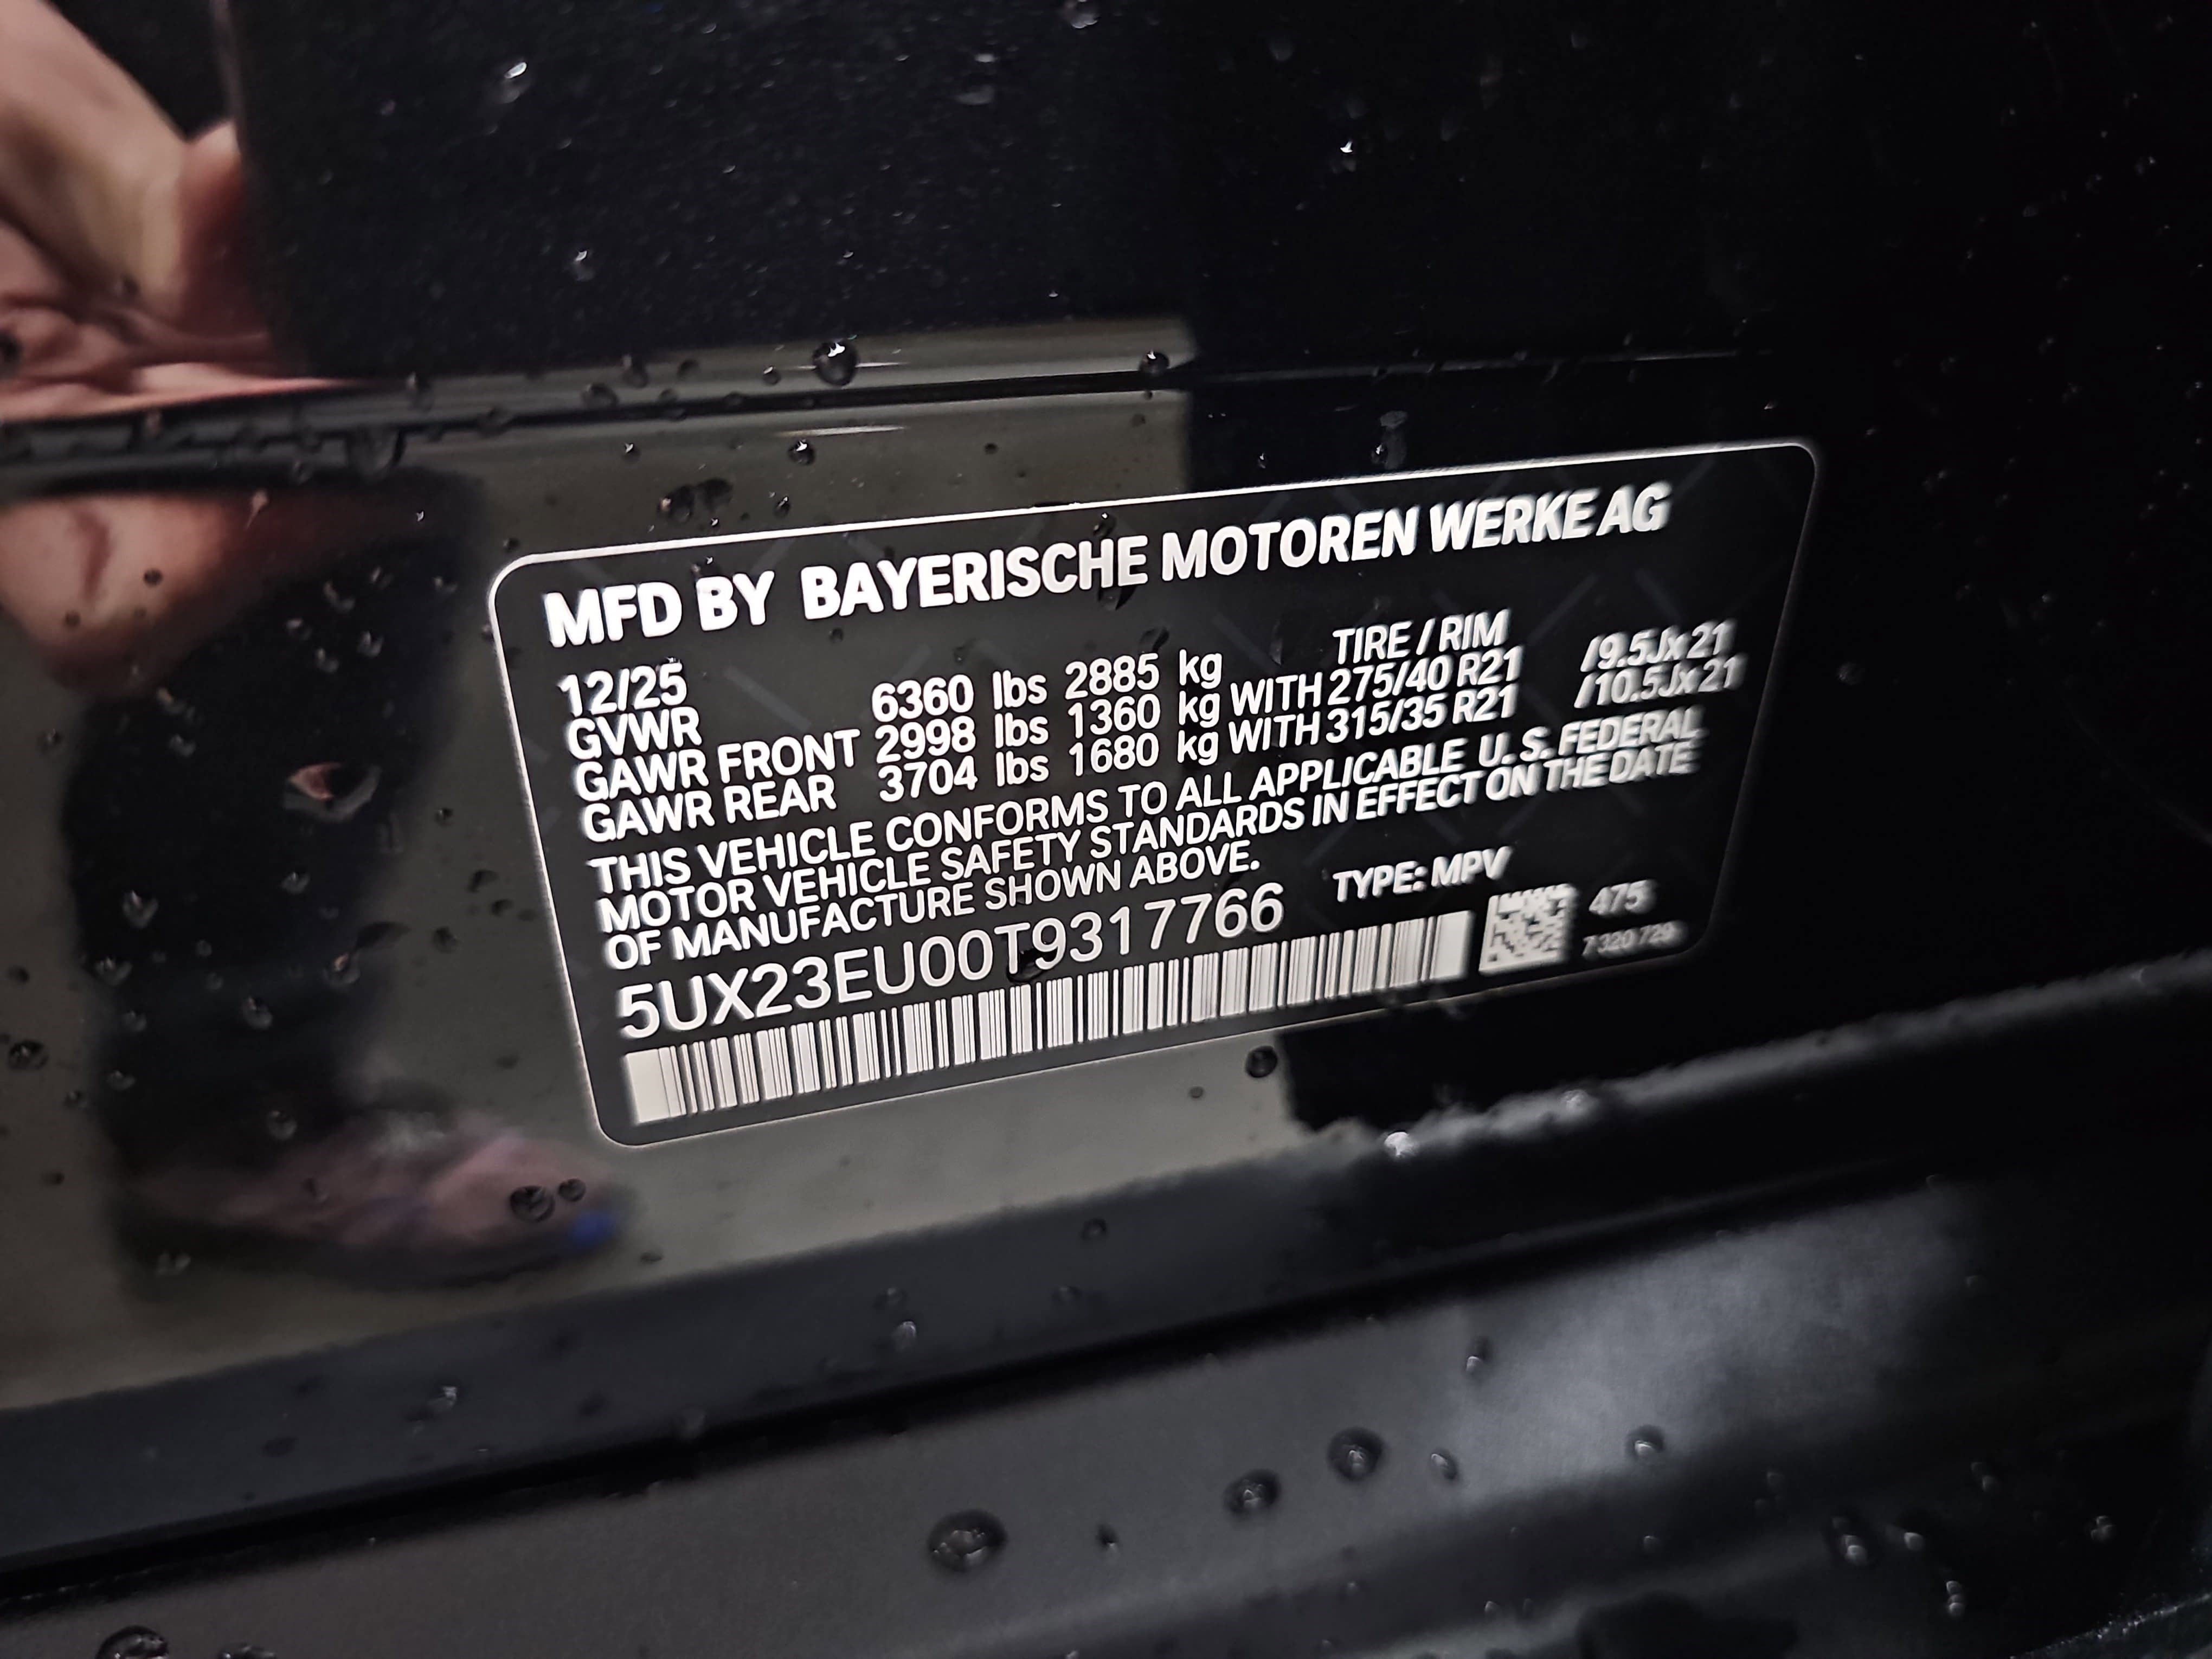 MFD BY BAYERISCHE MOTOREN WERKE AG
12/25 TIRE / RIM
GVWR 6360 lbs 2885 kg
GAWR FRONT 2998 lbs 1360 kg WITH 275/40 R21 /9.5Jx21
GAWR REAR 3704 lbs 1680 kg WITH 315/35 R21 /10.5Jx21
THIS VEHICLE CONFORMS TO ALL APPLICABLE U. S. FEDERAL
MOTOR VEHICLE SAFETY STANDARDS IN EFFECT ON THE DATE
OF MANUFACTURE SHOWN ABOVE.
TYPE: MPV
5UX23EU00T9317766
475
7 320 729